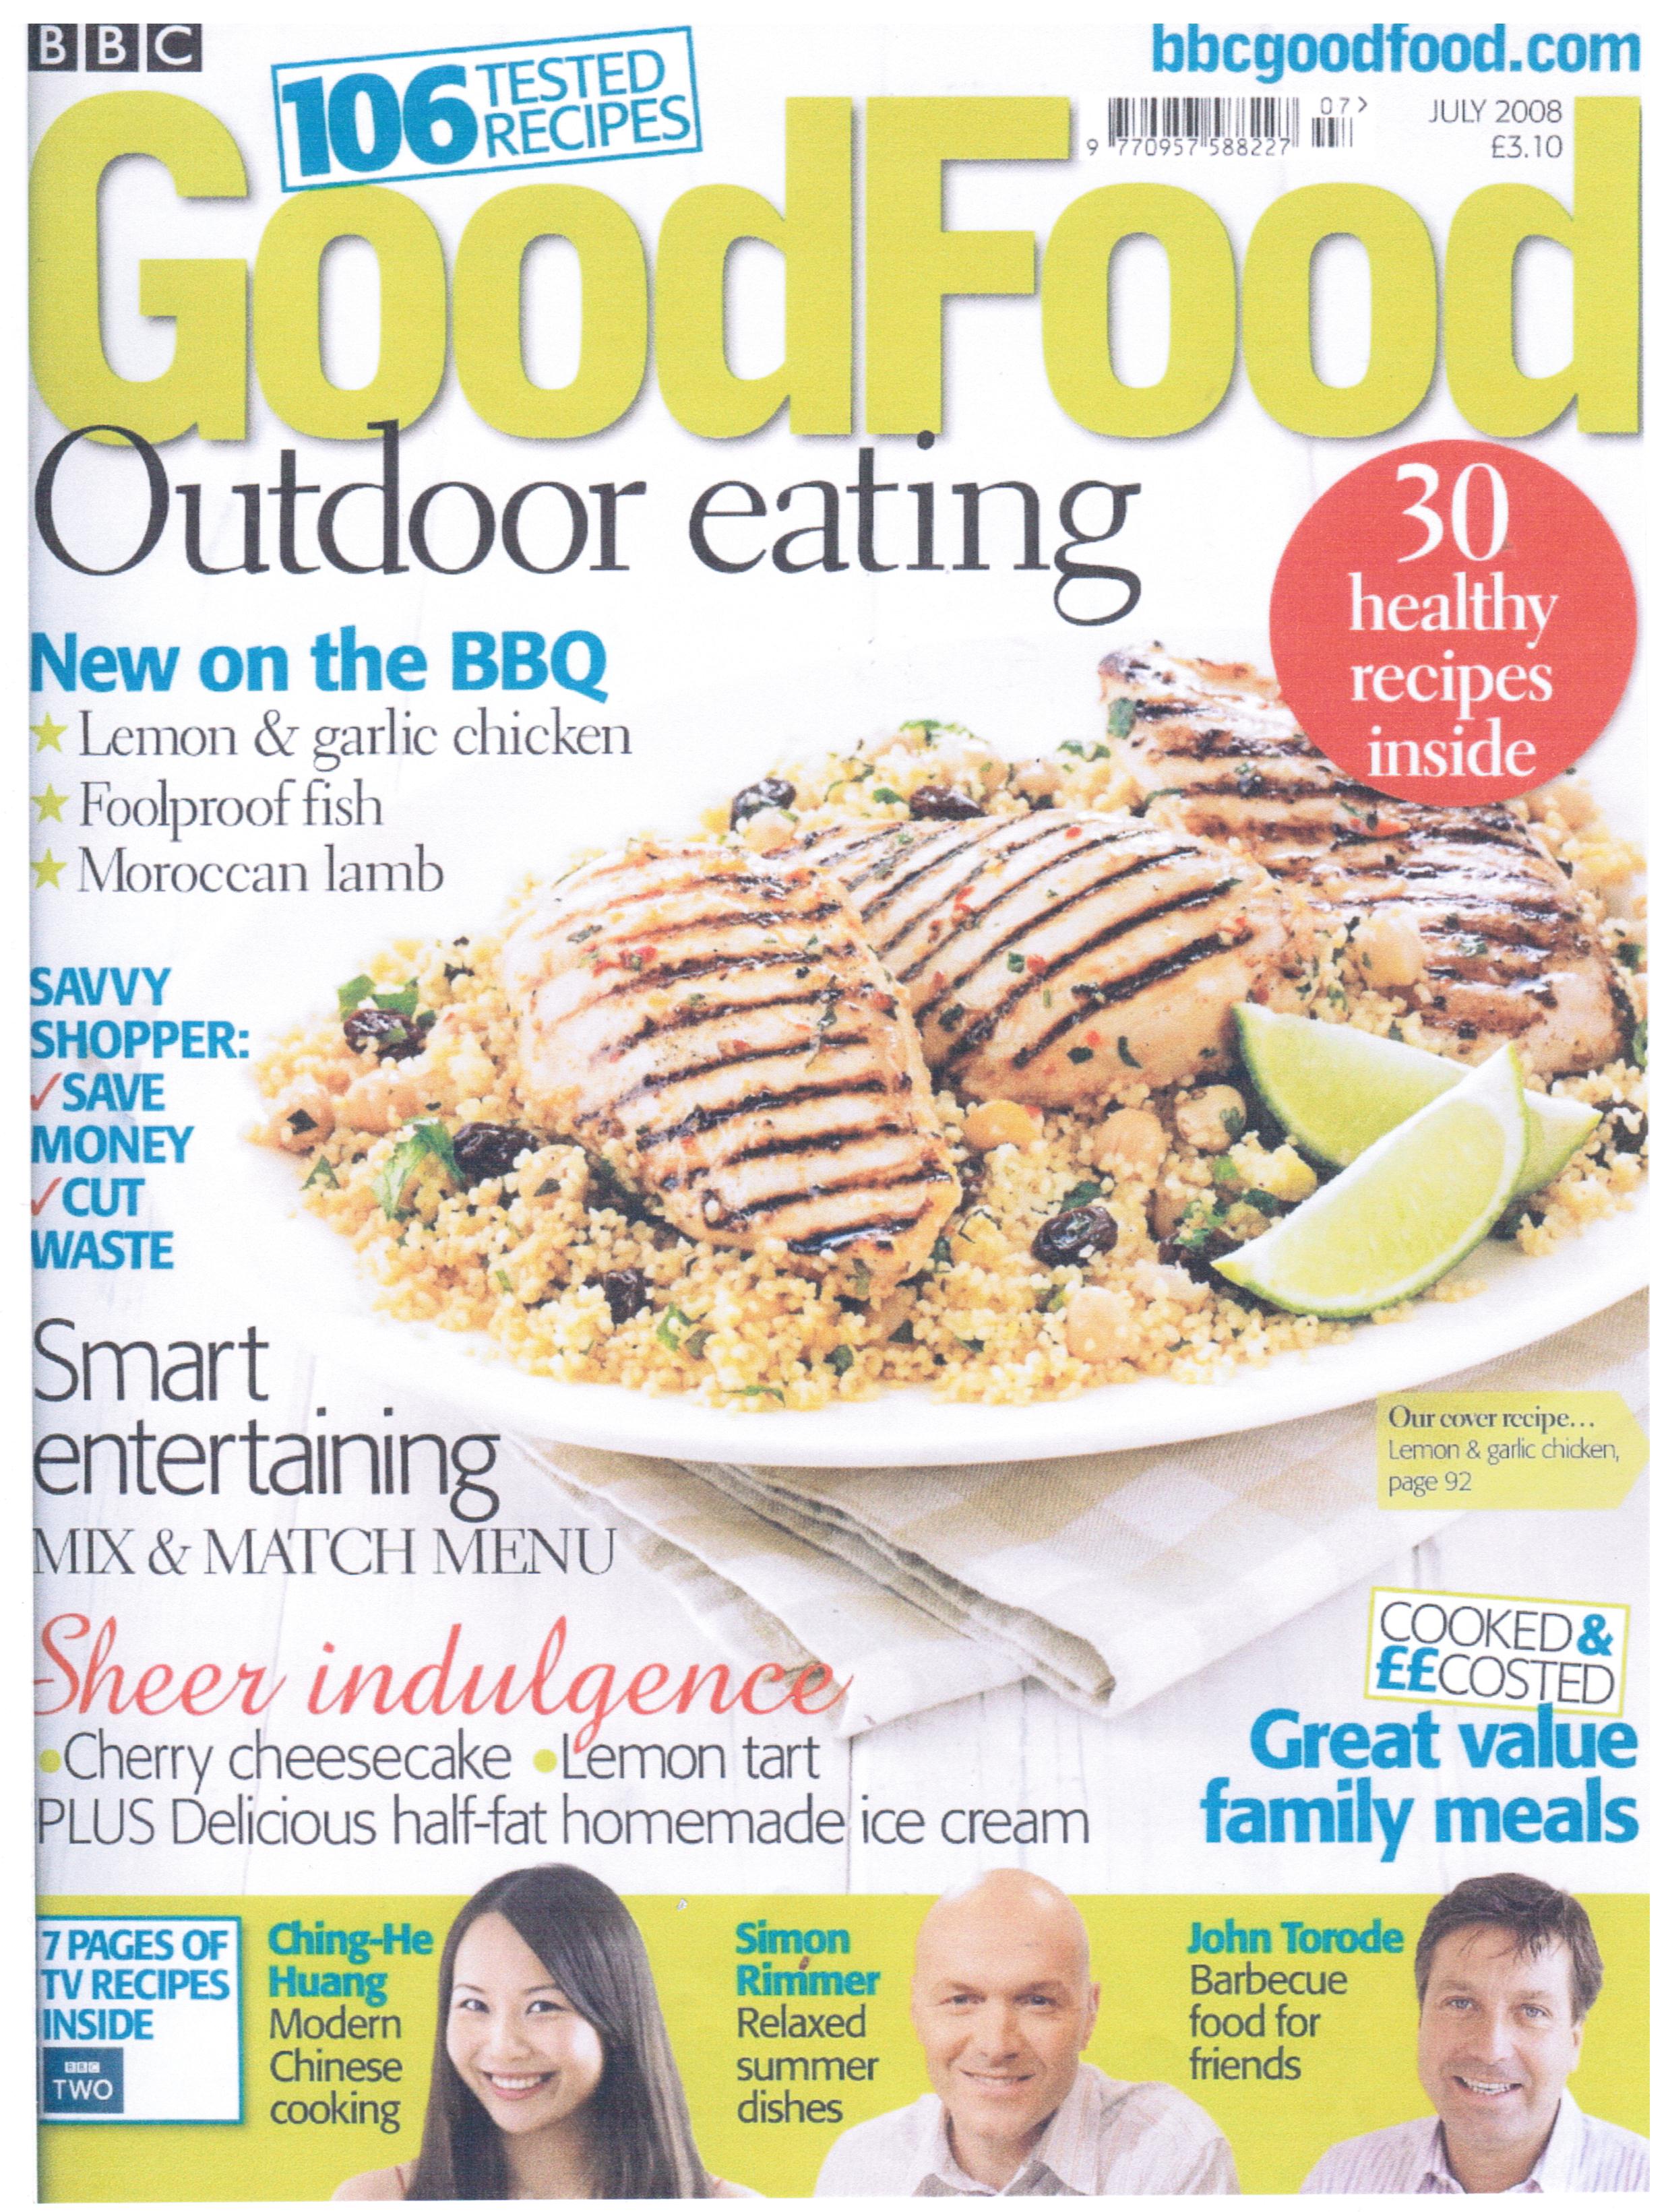 BBC
bbcgoodfood.com
106 TESTED
RECIPES
07>
9 770957 588227
JULY 2008
£3.10
GoodFood
Outdoor eating
30
healthy
recipes
inside
New on the BBQ
Lemon & garlic chicken
Foolproof fish
Moroccan lamb
SAVVY
SHOPPER:
✓SAVE
MONEY
✓CUT
WASTE
Smart
entertaining
MIX & MATCH MENU
Our cover recipe...
Lemon & garlic chicken,
page 92
Sheer indulgence
•Cherry cheesecake •Lemon tart
PLUS Delicious half-fat homemade ice cream
COOKED &
££COSTED
Great value
family meals
7 PAGES OF
TV RECIPES
INSIDE
BBC
TWO
Ching-He
Huang
Modern
Chinese
cooking
Simon
Rimmer
Relaxed
summer
dishes
John Torode
Barbecue
food for
friends